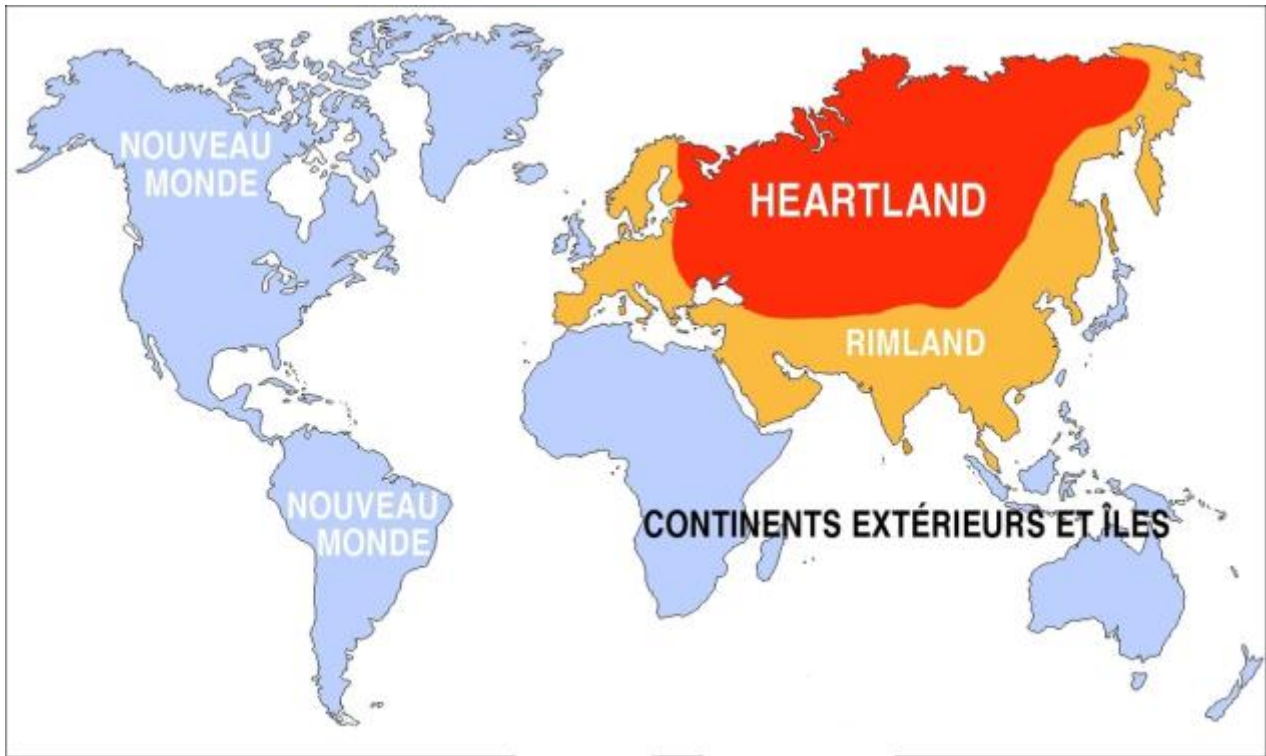 NOUVEAU
MONDE
HEARTLAND
RIMLAND
NOUVEAU
MONDE
CONTINENTS EXTÉRIEURS ET ÎLES